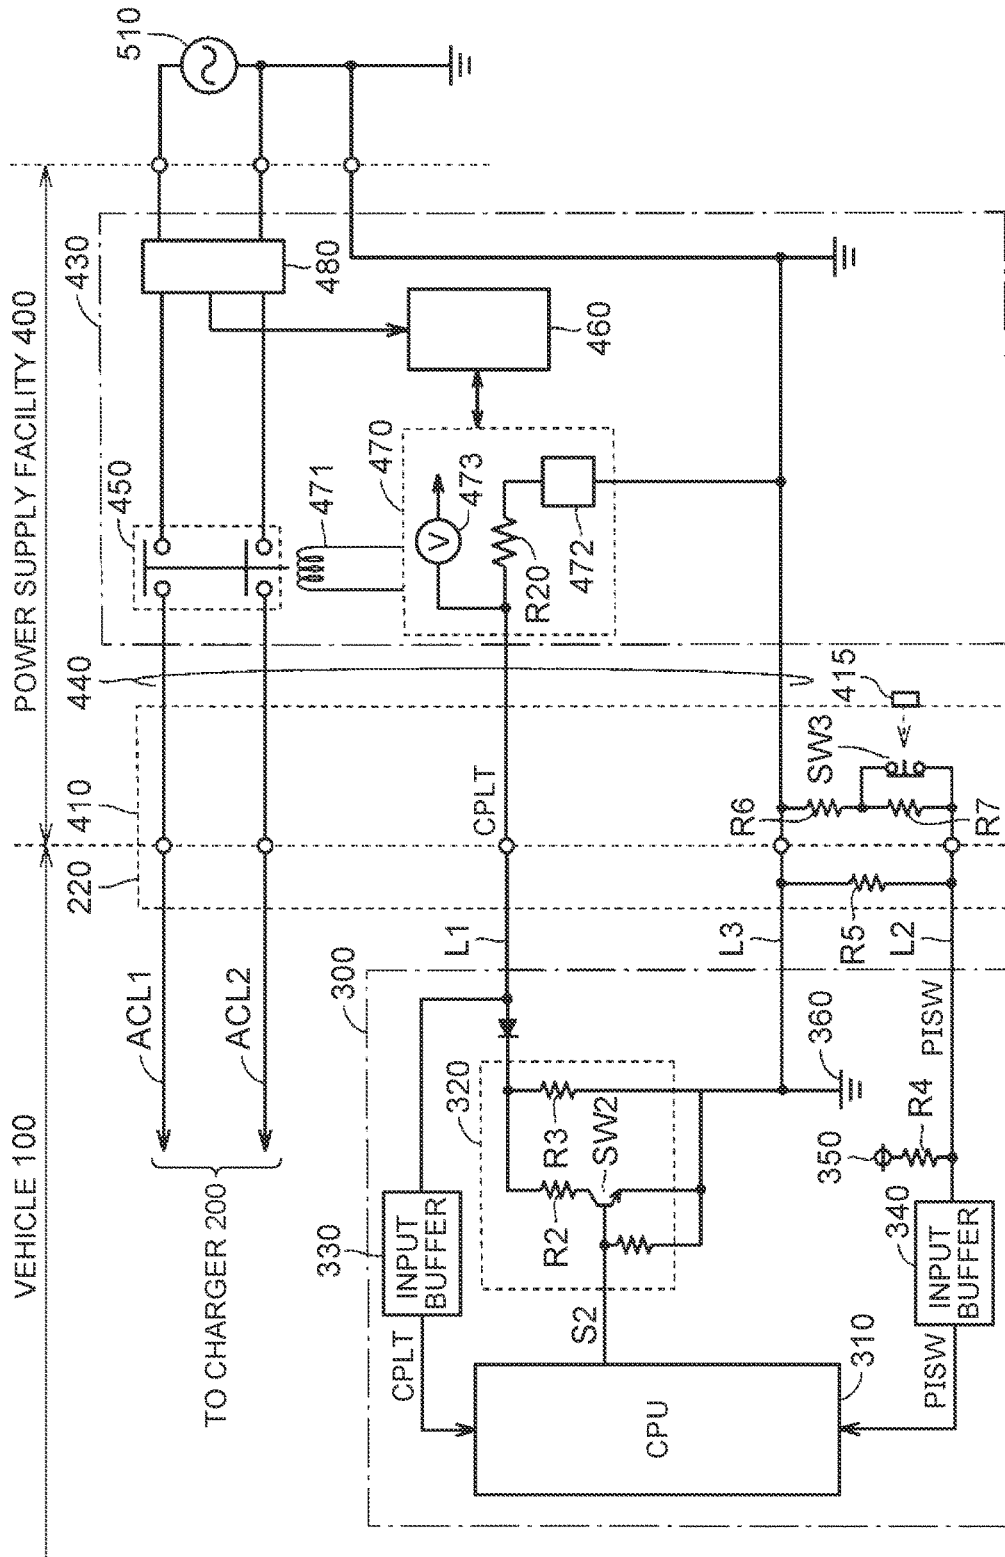 VEHICLE 100
POWER SUPPLY FACILITY 400
510
430
480
450
440
410
220
ACL1
ACL2
TO CHARGER 200
460
470
471
V
473
R20
472
CPLT
L1
300
320
330
INPUT
BUFFER
CPLT
R2
R3
SW2
S2
CPU
310
L3
360
415
SW3
R6
R7
R5
L2
PISW
350
R4
340
INPUT
BUFFER
PISW